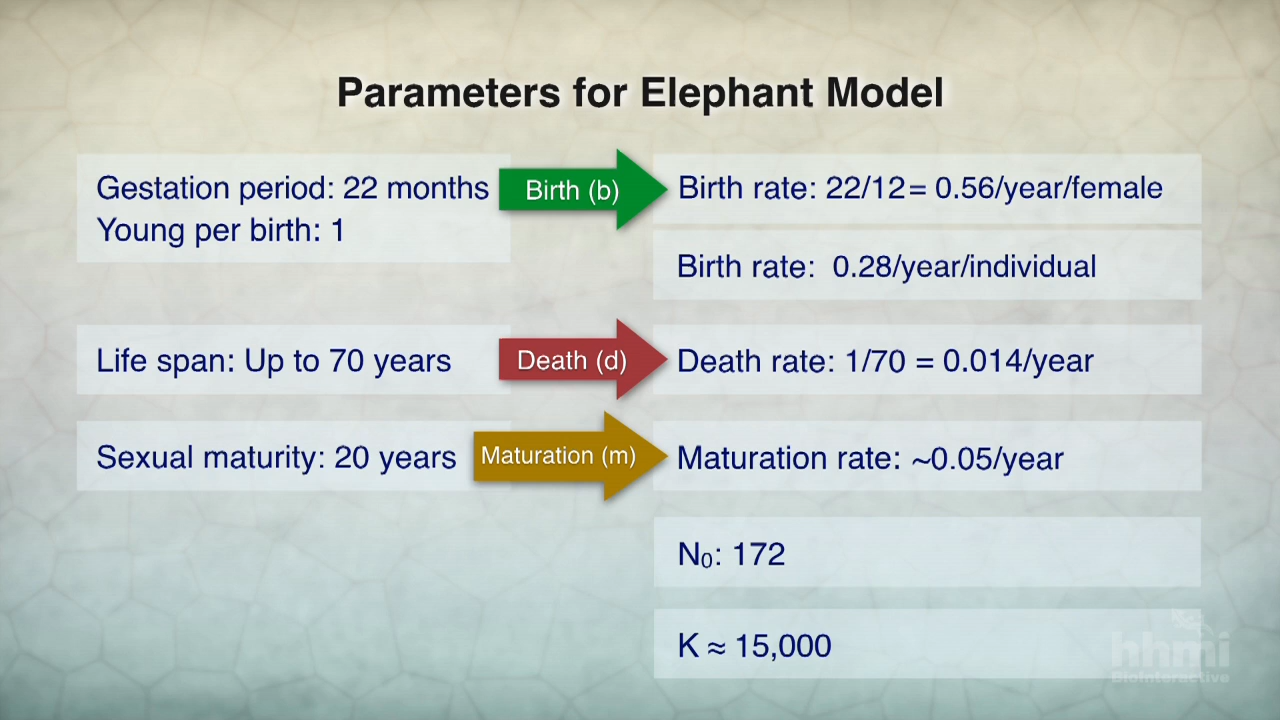 Parameters for Elephant Model
Gestation period: 22 months
Young per birth: 1
Birth (b)
Birth rate: 22/12= 0.56/year/female
Birth rate: 0.28/year/individual
Life span: Up to 70 years
Death (d)
Death rate: 1/70 = 0.014/year
Sexual maturity: 20 years
Maturation (m)
Maturation rate: ~0.05/year
N₀: 172
K ≈ 15,000
hhmi
BioInteractive